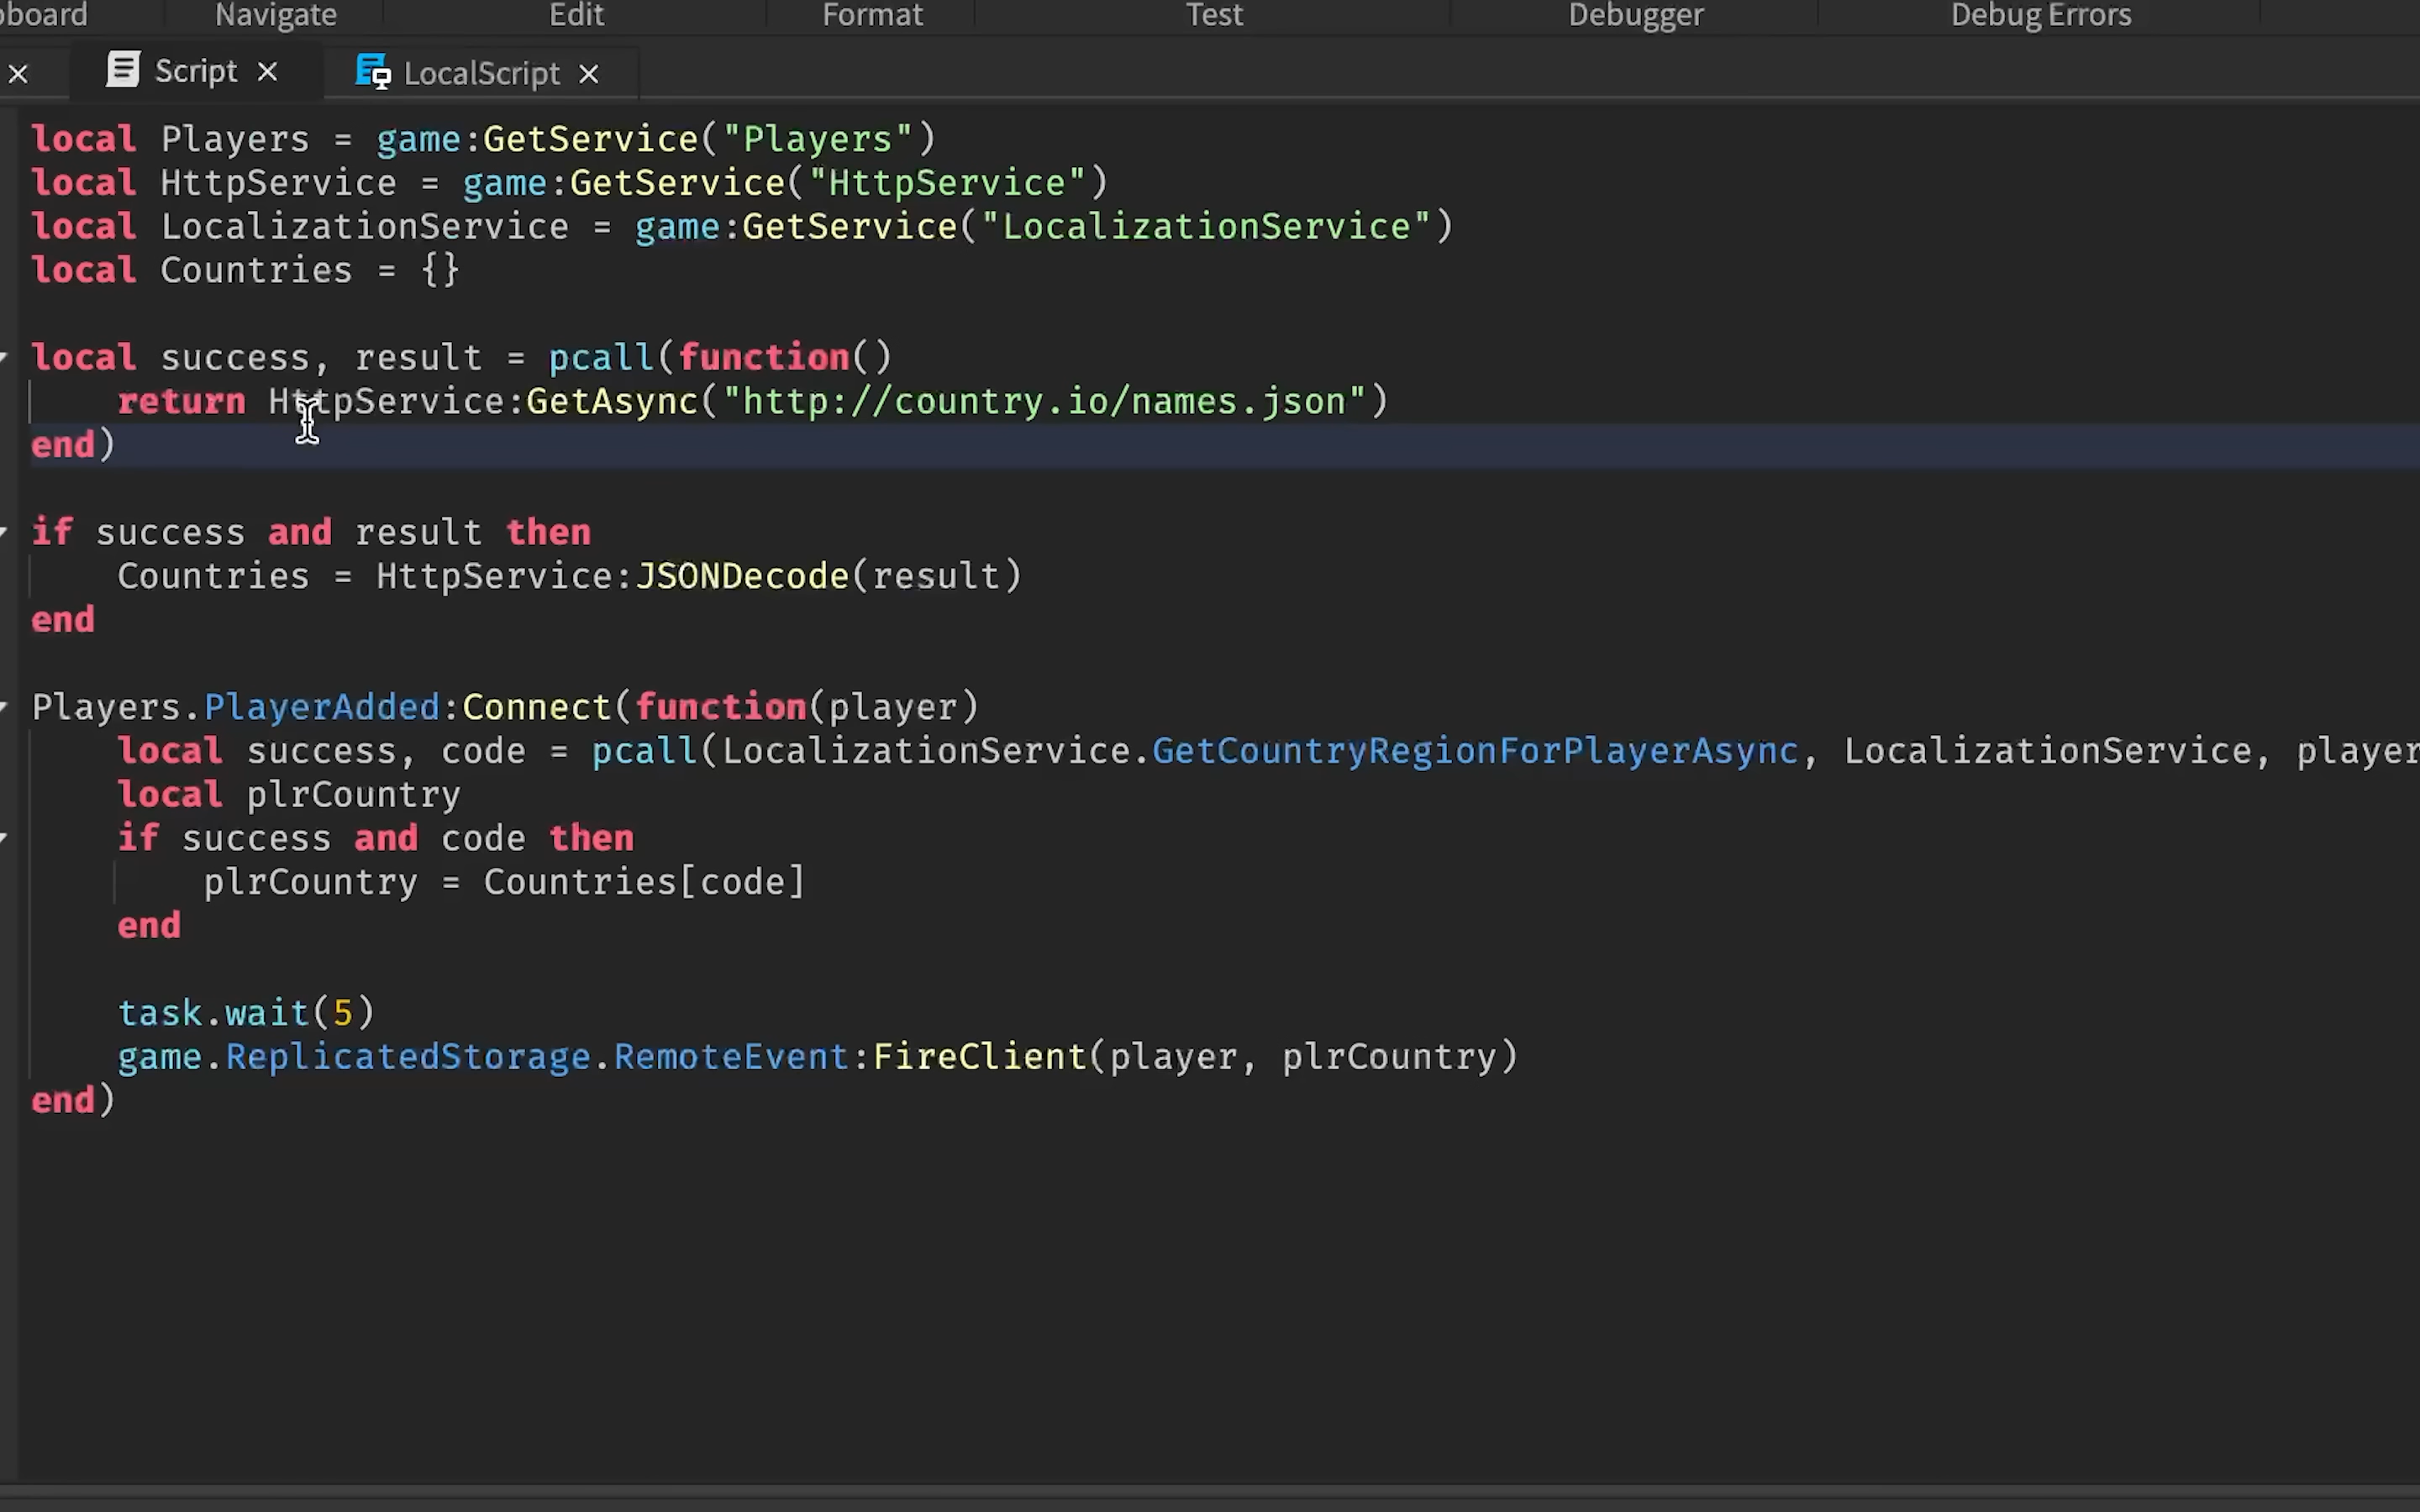 pboard Navigate Edit Format Test Debugger Debug Errors
Script LocalScript
local Players = game:GetService("Players")
local HttpService = game:GetService("HttpService")
local LocalizationService = game:GetService("LocalizationService")
local Countries = {}
local success, result = pcall(function()
return HttpService:GetAsync("http://country.io/names.json")
end)
if success and result then
Countries = HttpService:JSONDecode(result)
end
Players.PlayerAdded:Connect(function(player)
local success, code = pcall(LocalizationService.GetCountryRegionForPlayerAsync, LocalizationService, player
local plrCountry
if success and code then
plrCountry = Countries[code]
end
task.wait(5)
game.ReplicatedStorage.RemoteEvent:FireClient(player, plrCountry)
end)